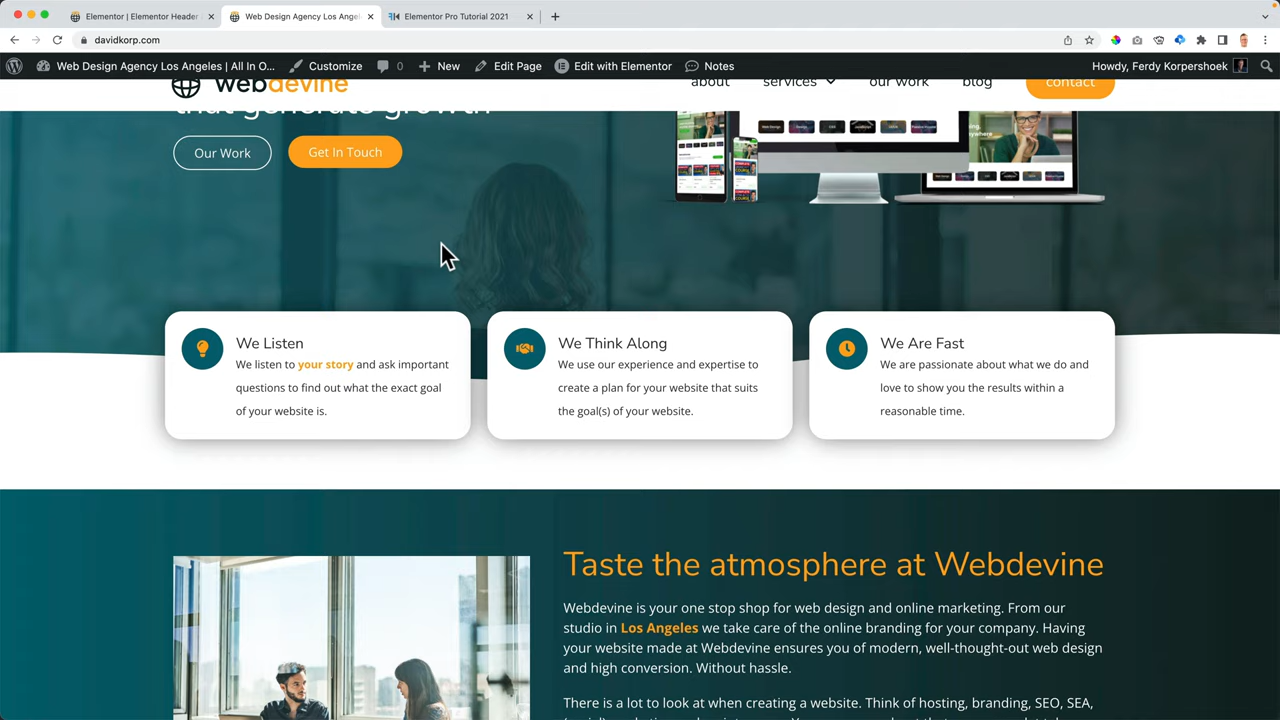 Elementor | Elementor Header
Web Design Agency Los Angel
Elementor Pro Tutorial 2021
davidkorp.com
Web Design Agency Los Angeles | All In O...
Customize
0
New
Edit Page
Edit with Elementor
Notes
Howdy, Ferdy Korpershoek
webdevine
about
services
our work
blog
contact
that generate growth
Our Work
Get In Touch
We Listen
We listen to your story and ask important
questions to find out what the exact goal
of your website is.
We Think Along
We use our experience and expertise to
create a plan for your website that suits
the goal(s) of your website.
We Are Fast
We are passionate about what we do and
love to show you the results within a
reasonable time.
Taste the atmosphere at Webdevine
Webdevine is your one stop shop for web design and online marketing. From our
studio in Los Angeles we take care of the online branding for your company. Having
your website made at Webdevine ensures you of modern, well-thought-out web design
and high conversion. Without hassle.
There is a lot to look at when creating a website. Think of hosting, branding, SEO, SEA,